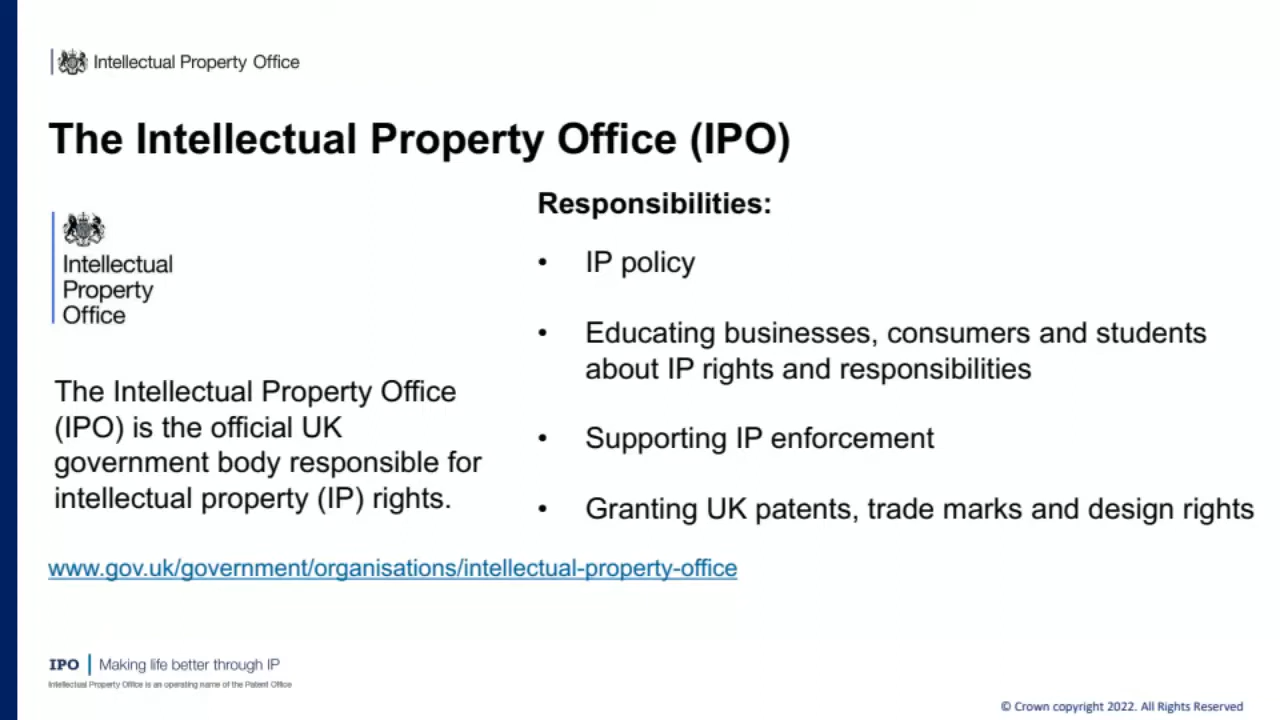 Intellectual Property Office
The Intellectual Property Office (IPO)
Intellectual
Property
Office
The Intellectual Property Office
(IPO) is the official UK
government body responsible for
intellectual property (IP) rights.
Responsibilities:
• IP policy
• Educating businesses, consumers and students
about IP rights and responsibilities
• Supporting IP enforcement
• Granting UK patents, trade marks and design rights
www.gov.uk/government/organisations/intellectual-property-office
IPO | Making life better through IP
Intellectual Property Office is an operating name of the Patent Office
© Crown copyright 2022. All Rights Reserved